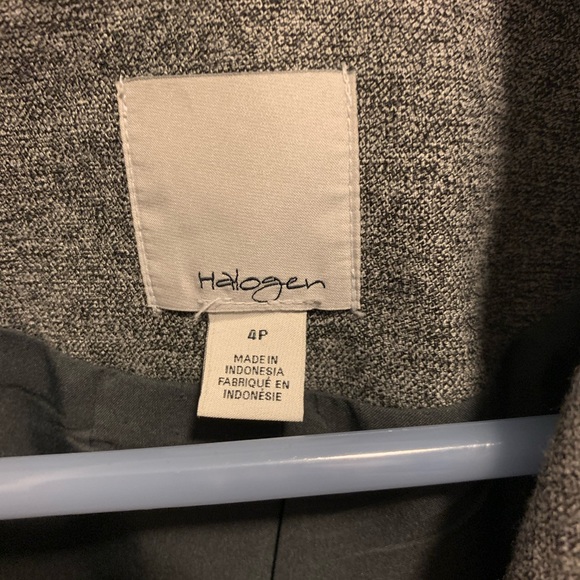 Halogen
4P
MADE IN
INDONESIA
FABRIQUÉ EN
INDONÉSIE